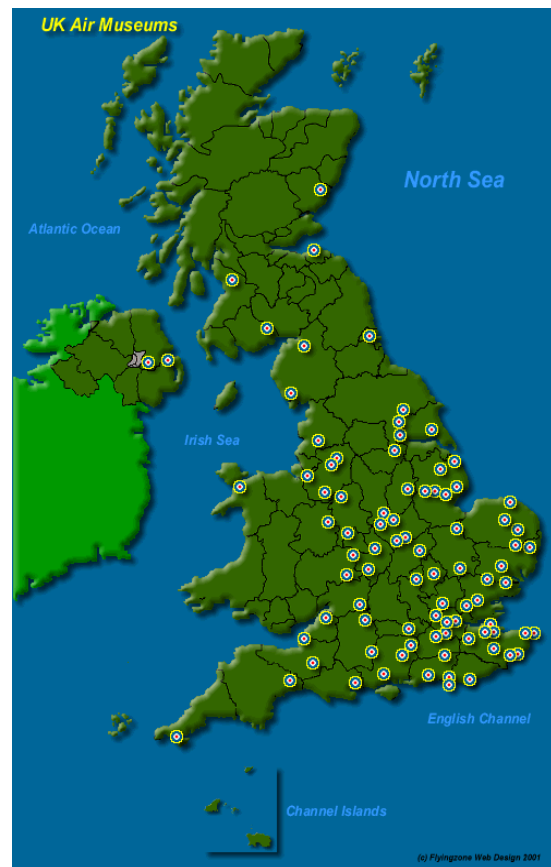 UK Air Museums
North Sea
Atlantic Ocean
Irish Sea
English Channel
Channel Islands
(c) Flyingzone Web Design 2001